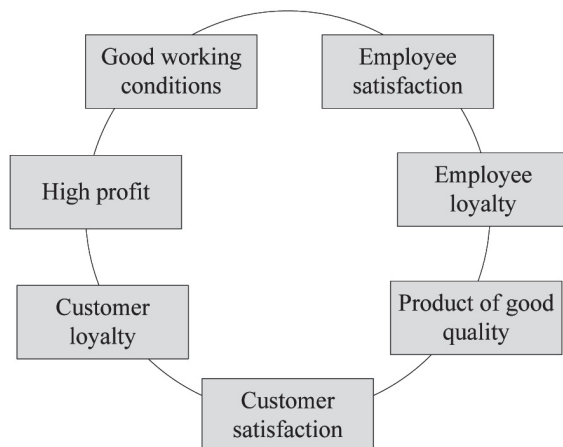 Good working
conditions
Employee
satisfaction
Employee
loyalty
Product of good
quality
Customer
satisfaction
Customer
loyalty
High profit